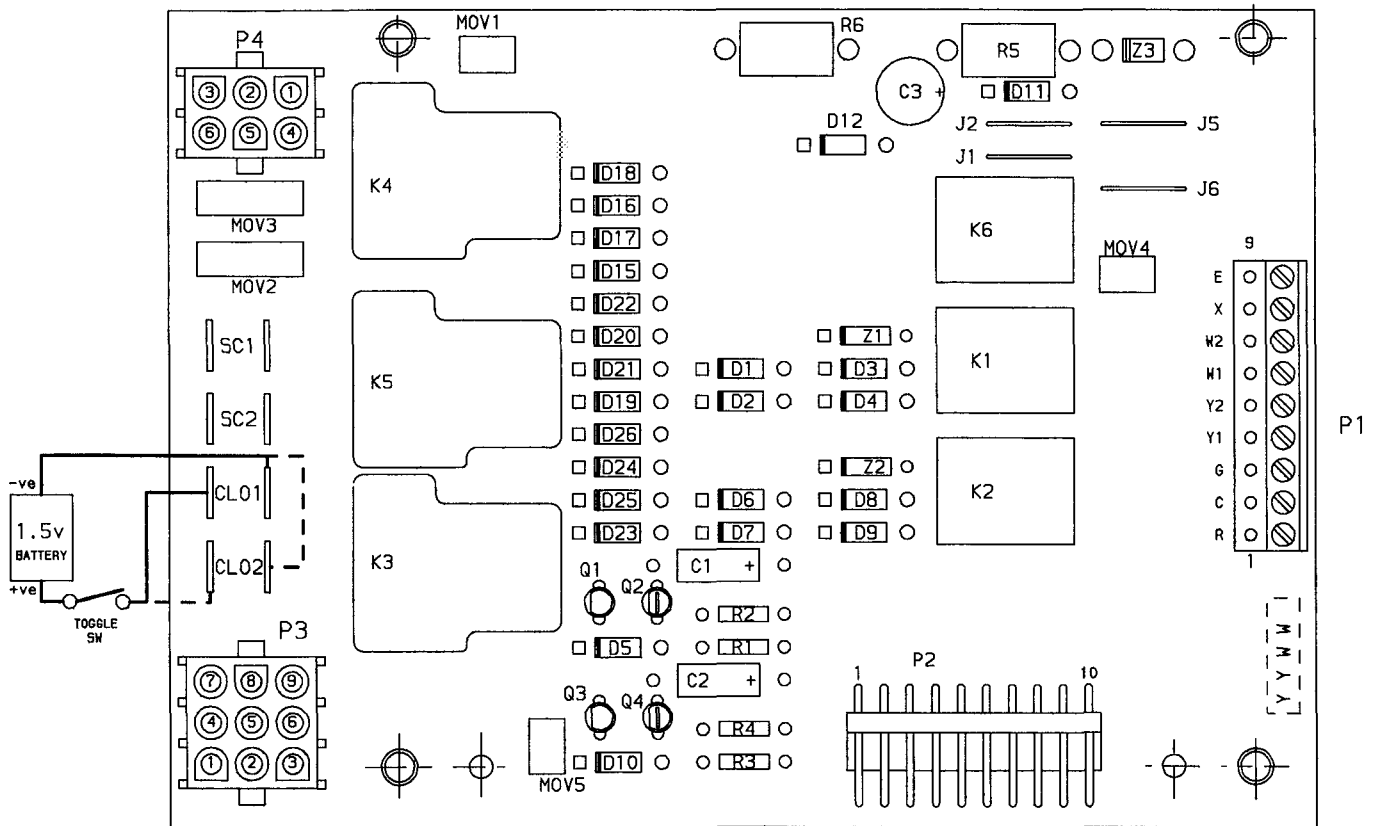 MOV1
R6
P4
R5
Z3
C3 +
D11
3 2 1
6 5 4
D12
J2
J5
J1
J6
K4
D18
D16
D17
D15
D22
D20
D21
D19
D26
D24
D25
D23
MOV3
MOV2
K6
MOV4
9
E
X
W2
W1
Y2
Y1
G
C
R
1
P1
SC1
SC2
CLO1
CLO2
K5
Z1
D1
D3
D2
D4
K1
Z2
D6
D8
D7
D9
K2
-ve
1.5v
BATTERY
+ve
TOGGLE
SW
K3
C1 +
Q1
Q2
R2
D5
R1
C2 +
Q3
Q4
R4
D10
R3
MOV5
P3
7 8 9
4 5 6
1 2 3
P2
1
10
Y Y W W